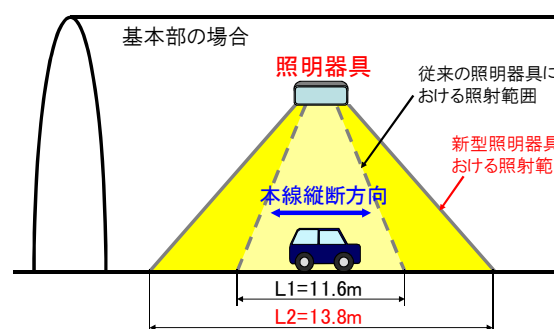 基本部の場合
照明器具
従来の照明器具に
おける照射範囲
新型照明器具
おける照射範
本線縦断方向
L1=11.6m
L2=13.8m